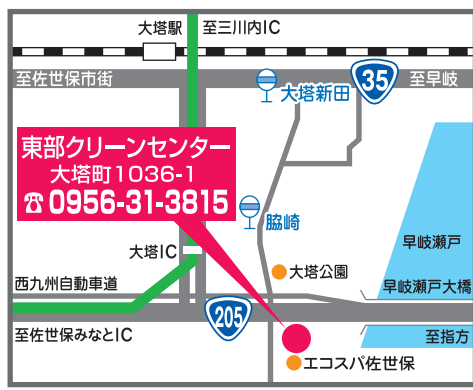 大塔駅
至三川内IC
至佐世保市街
35
至早岐
大塔新田
東部クリーンセンター
大塔町1036-1
☎ 0956-31-3815
脇崎
早岐瀬戸
大塔IC
大塔公園
西九州自動車道
早岐瀬戸大橋
205
至佐世保みなとIC
至指方
エコスパ佐世保